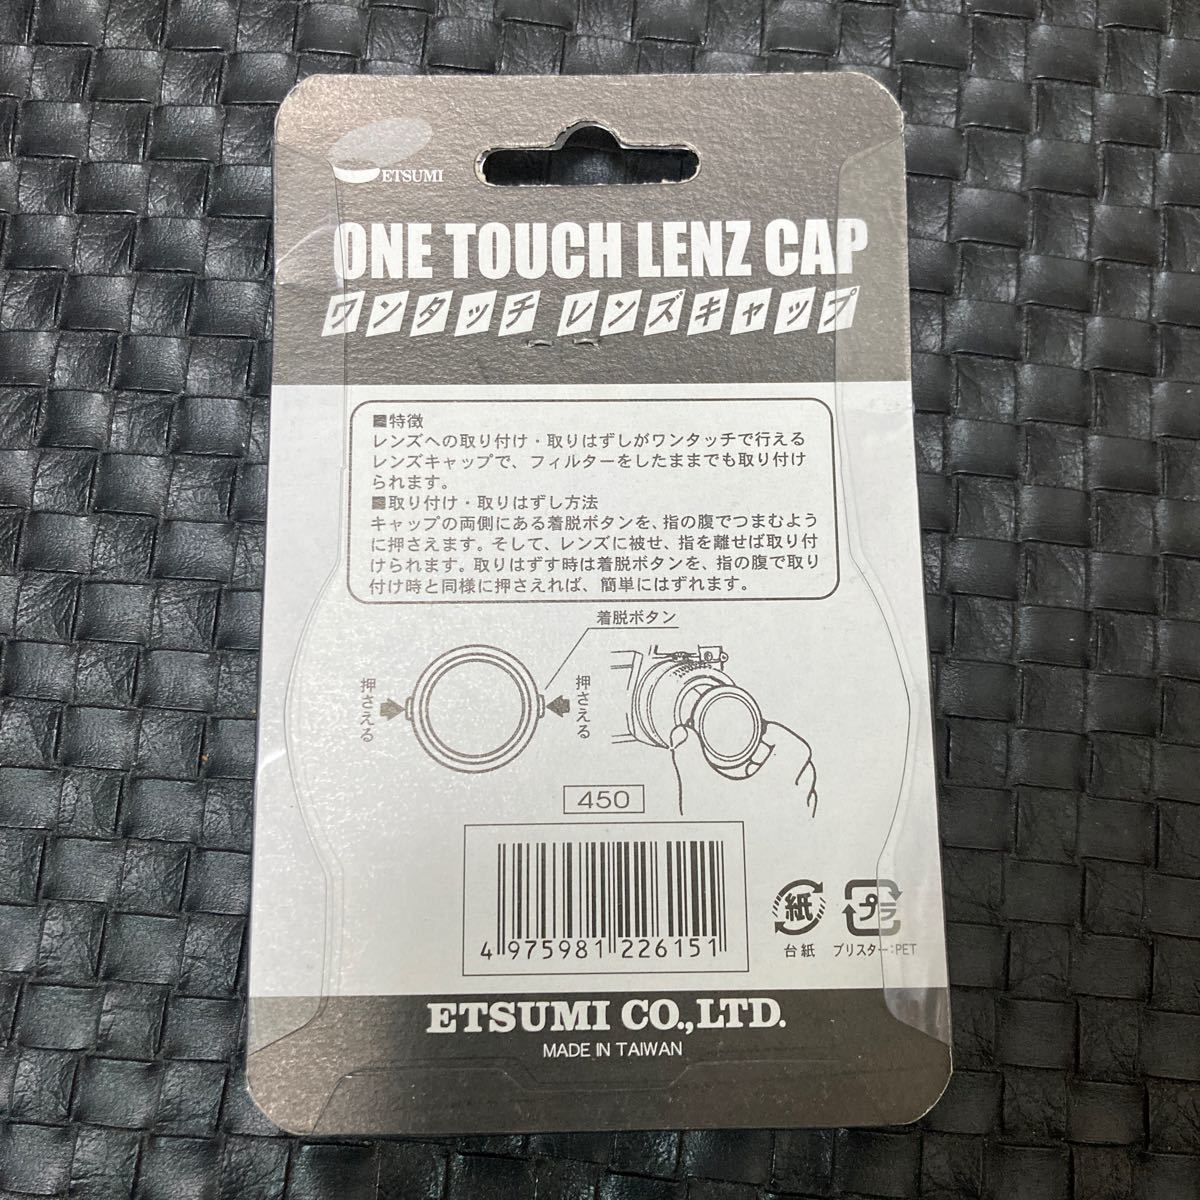 ETSUMI
ONE TOUCH LENZ CAP
ワンタッチ レンズキャップ
■特徴
レンズへの取り付け・取りはずしがワンタッチで行える
レンズキャップで、フィルターをしたままでも取り付け
られます。
■取り付け・取りはずし方法
キャップの両側にある着脱ボタンを、指の腹でつまむよう
に押さえます。そして、レンズに被せ、指を離せば取り付
けられます。取りはずす時は着脱ボタンを、指の腹で取り
付け時と同様に押さえれば、簡単にはずれます。
着脱ボタン
押さえる
押さえる
450
4 975981 226151
紙
プラ
台紙
ブリスター:PET
ETSUMI CO.,LTD.
MADE IN TAIWAN